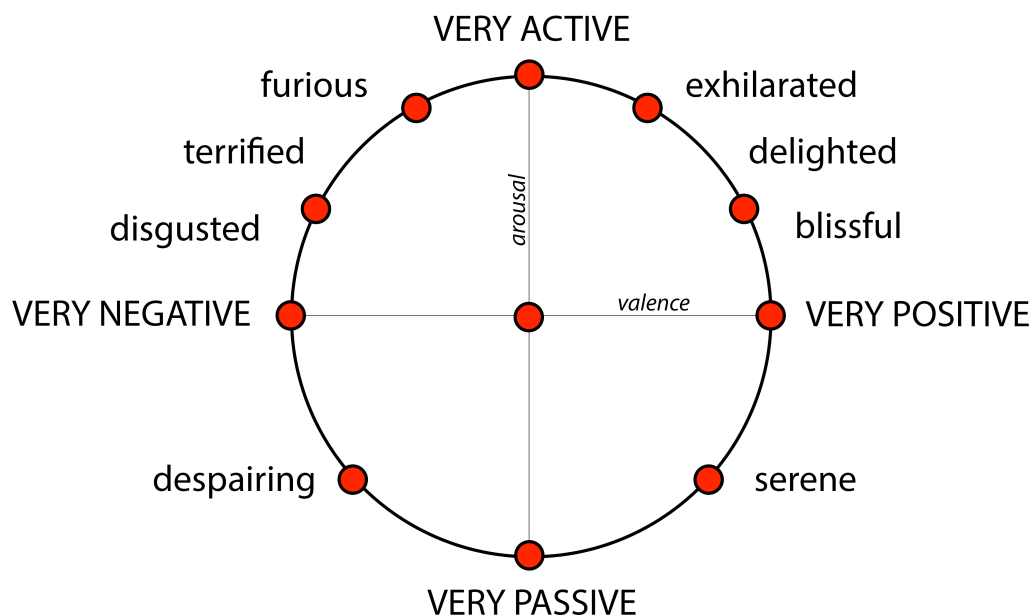 VERY ACTIVE
furious
exhilarated
terrified
delighted
arousal
disgusted
blissful
valence
VERY NEGATIVE
VERY POSITIVE
despairing
serene
VERY PASSIVE